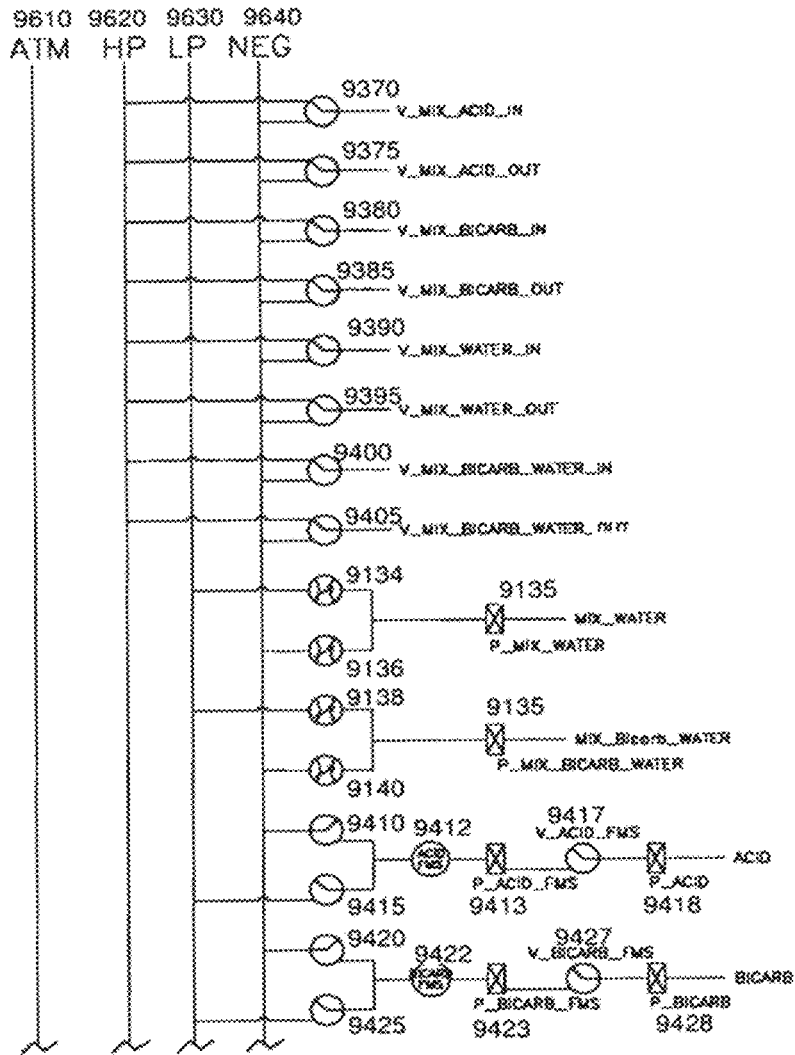 9610 9620 9630 9640
ATM HP LP NEG
9370
V_MIX_ACID_IN
9375
V_MIX_ACID_OUT
9380
V_MIX_BICARB_IN
9385
V_MIX_BICARB_OUT
9390
V_MIX_WATER_IN
9395
V_MIX_WATER_OUT
9400
V_MIX_BICARB_WATER_IN
9405
V_MIX_BICARB_WATER_OUT
9134
9135
MIX_WATER
P_MIX_WATER
9136
9138
9135
MIX_Bicarb_WATER
P_MIX_BICARB_WATER
9140
9410 9412 9417
V_ACID_FMS
ACID FMS
ACID
P_ACID_FMS P_ACID
9415 9413 9418
9420 9422 9427
V_BICARB_FMS
BICARB FMS
BICARB
P_BICARB_FMS P_BICARB
9425 9423 9428